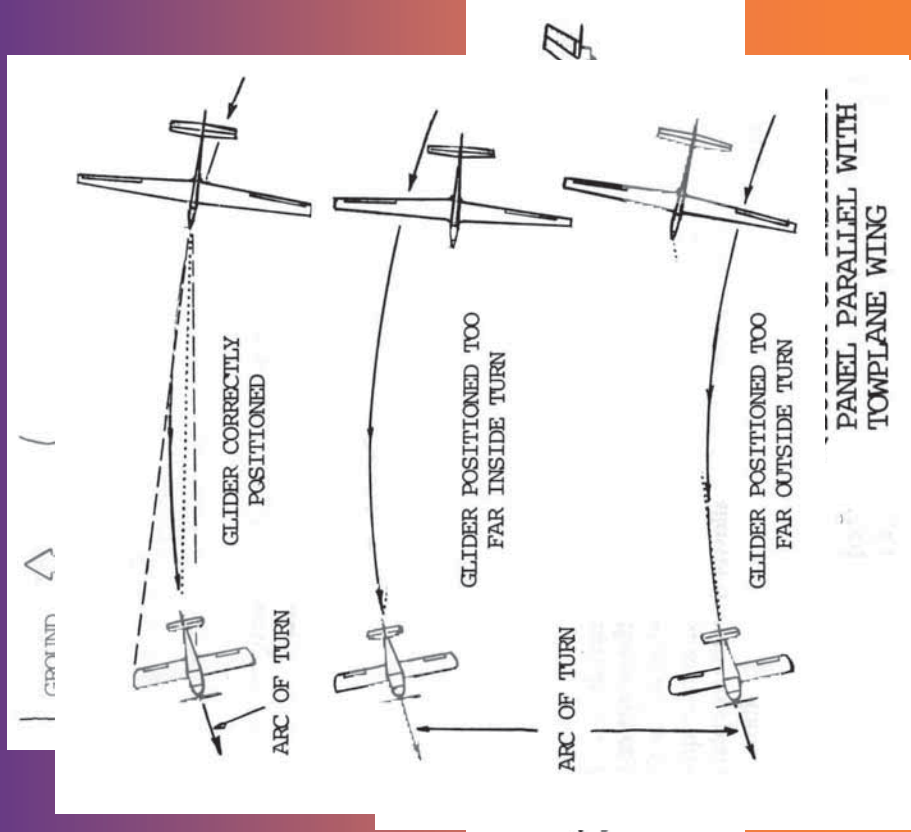 GROUND
GLIDER CORRECTLY
POSITIONED
ARC OF TURN
GLIDER POSITIONED TOO
FAR INSIDE TURN
ARC OF TURN
GLIDER POSITIONED TOO
FAR OUTSIDE TURN
PANEL PARALLEL WITH
TOWPLANE WING